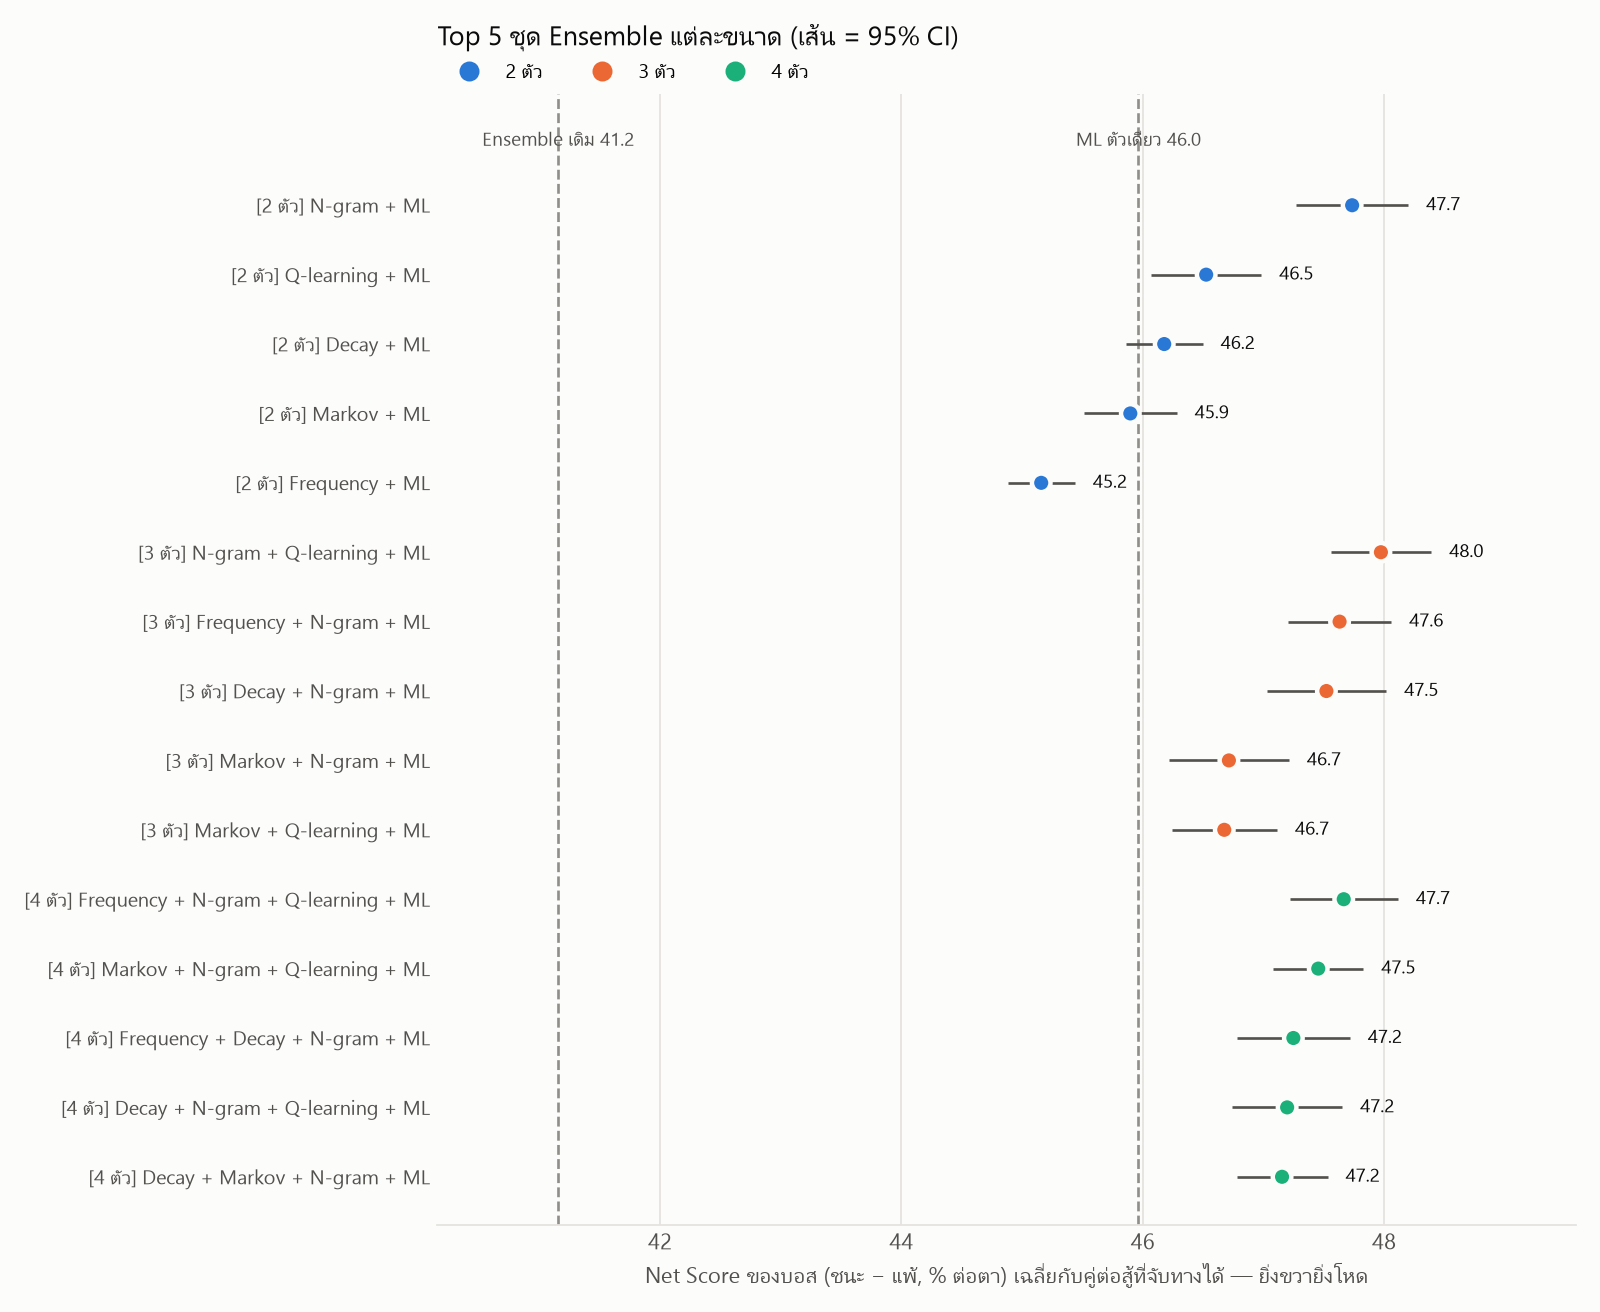 Top 5 ชุด Ensemble แต่ละขนาด (เส้น = 95% CI)
2 ตัว 3 ตัว 4 ตัว
Ensemble เดิม 41.2 ML ตัวเดียว 46.0
[2 ตัว] N-gram + ML 47.7
[2 ตัว] Q-learning + ML 46.5
[2 ตัว] Decay + ML 46.2
[2 ตัว] Markov + ML 45.9
[2 ตัว] Frequency + ML 45.2
[3 ตัว] N-gram + Q-learning + ML 48.0
[3 ตัว] Frequency + N-gram + ML 47.6
[3 ตัว] Decay + N-gram + ML 47.5
[3 ตัว] Markov + N-gram + ML 46.7
[3 ตัว] Markov + Q-learning + ML 46.7
[4 ตัว] Frequency + N-gram + Q-learning + ML 47.7
[4 ตัว] Markov + N-gram + Q-learning + ML 47.5
[4 ตัว] Frequency + Decay + N-gram + ML 47.2
[4 ตัว] Decay + N-gram + Q-learning + ML 47.2
[4 ตัว] Decay + Markov + N-gram + ML 47.2
42 44 46 48
Net Score ของบอส (ชนะ − แพ้, % ต่อตา) เฉลี่ยกับคู่ต่อสู้ที่จับทางได้ — ยิ่งขวายิ่งโหด